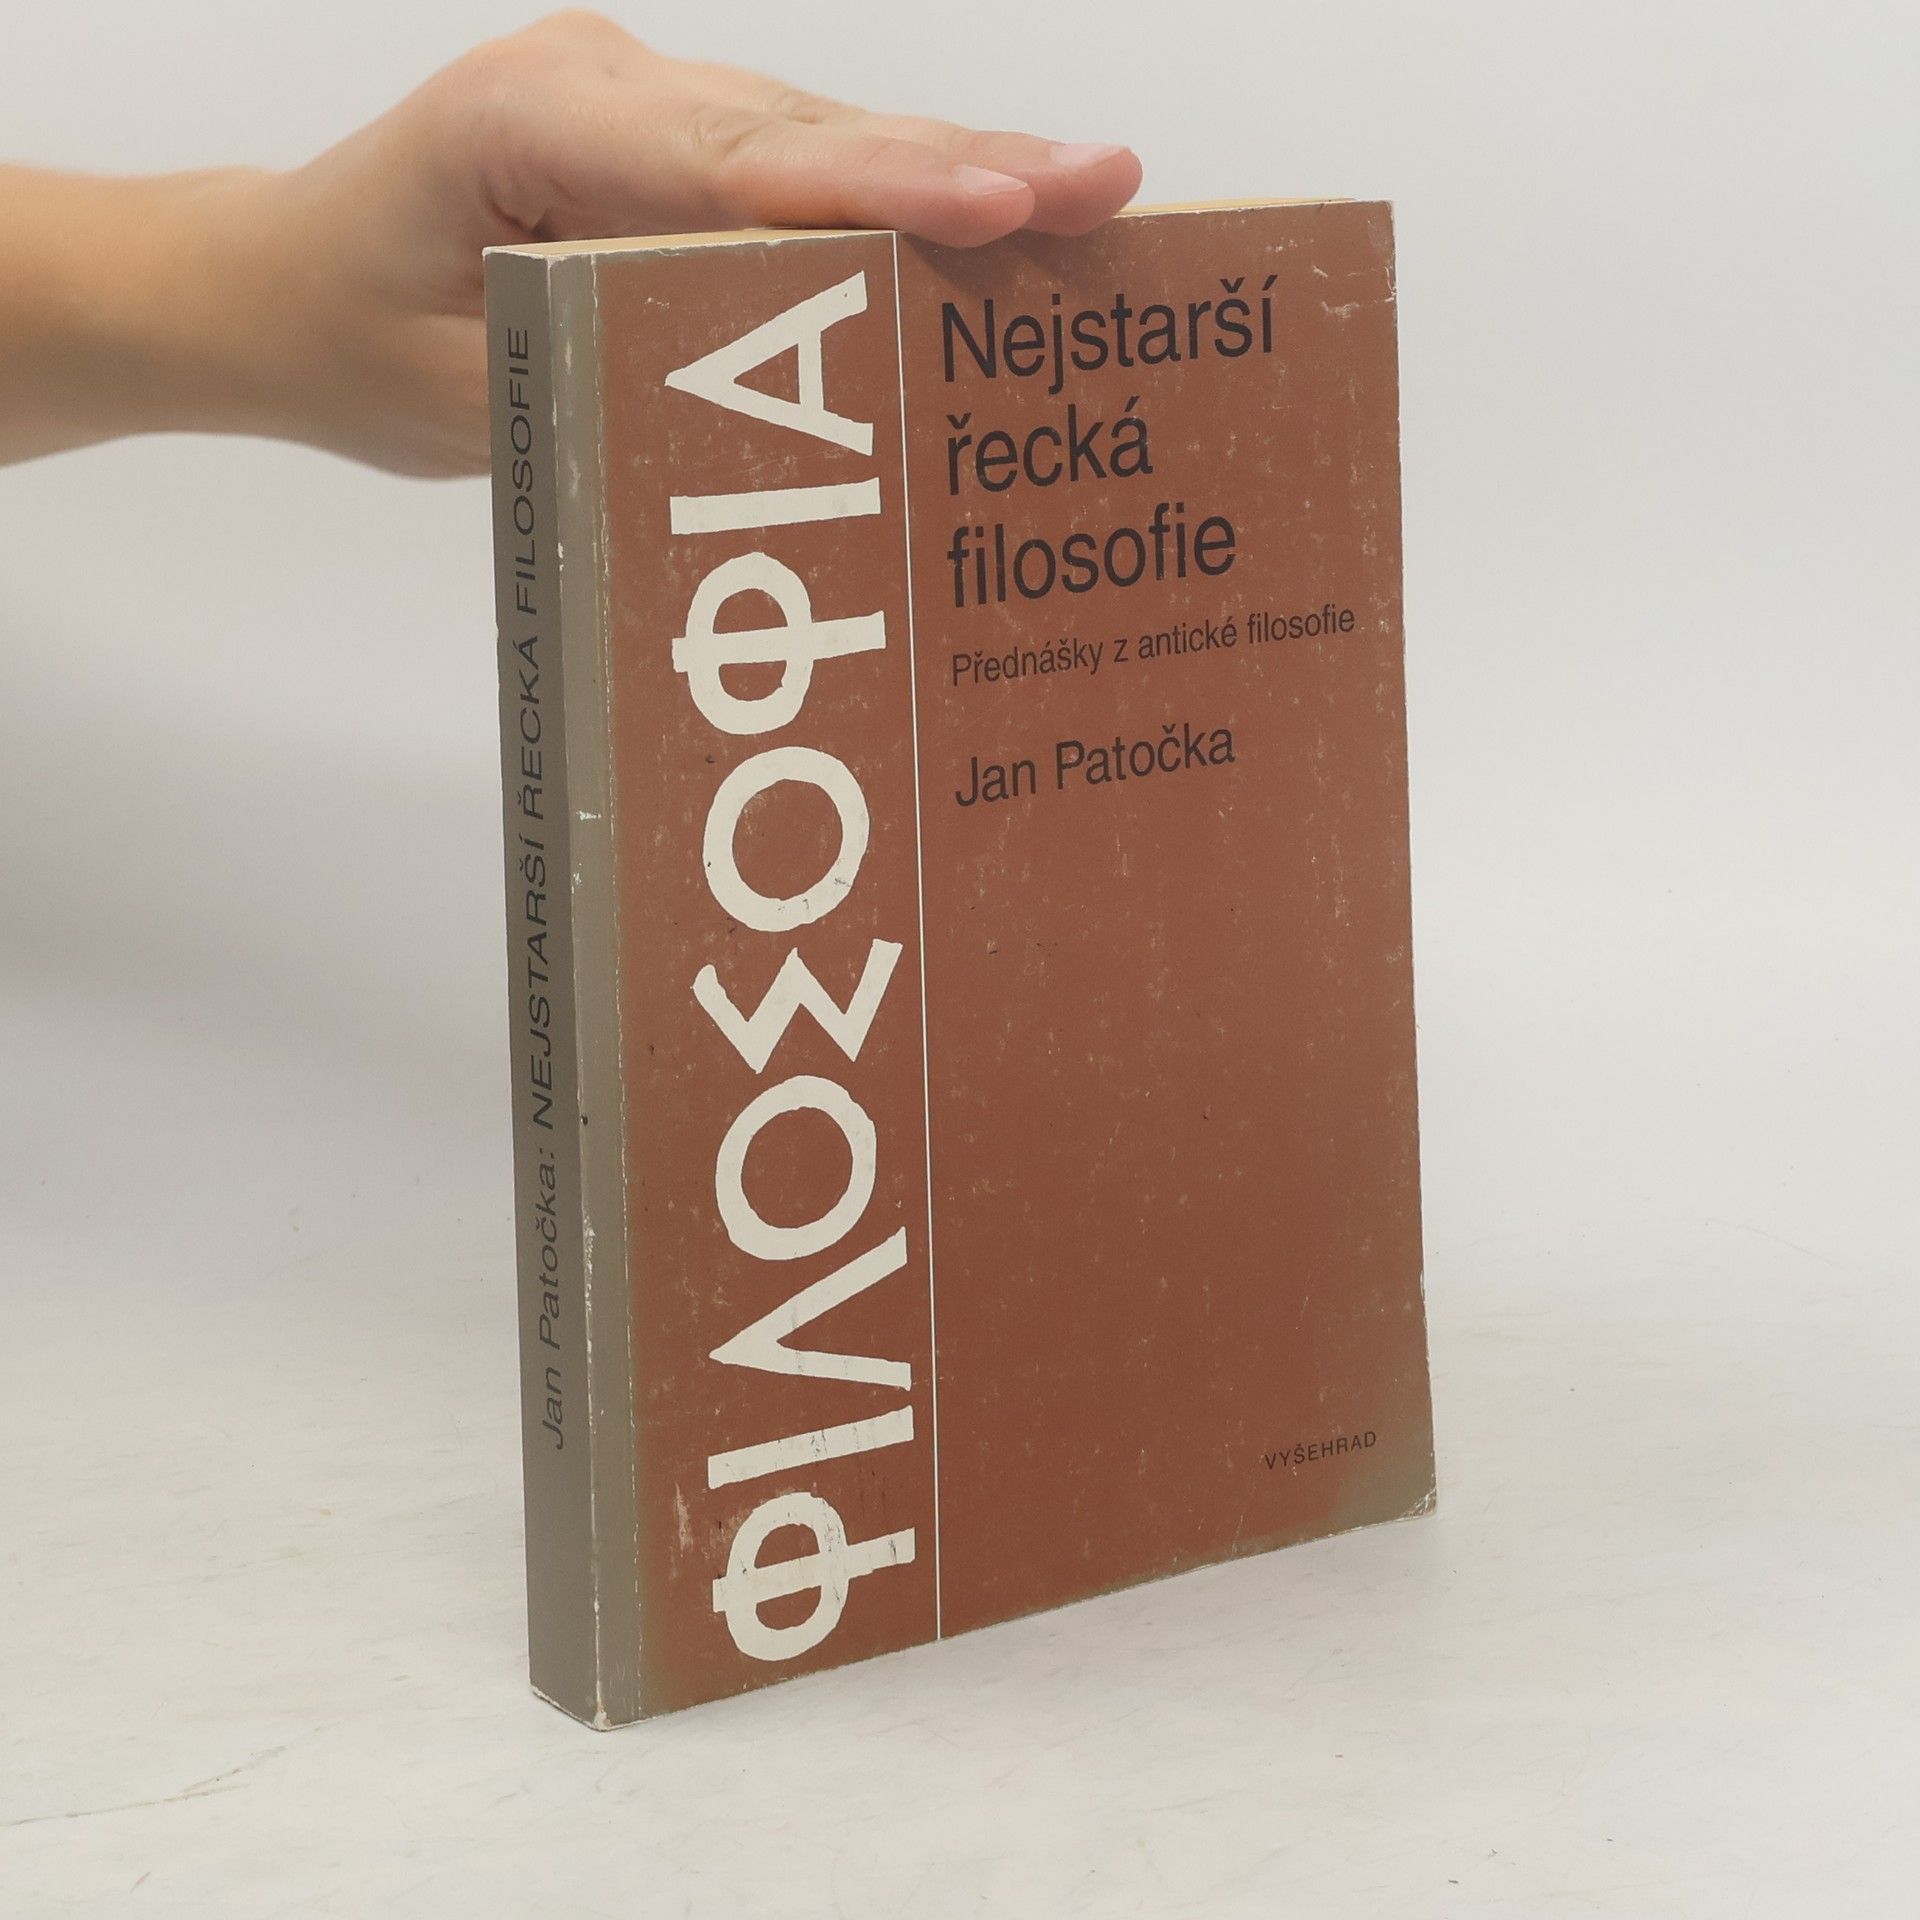 Jan Patočka: NEJSTARŠÍ ŘECKÁ FILOSOFIE
ΦΙΛΟΣΟΦΙΑ
Nejstarší
řecká
filosofie
Přednášky z antické filosofie
Jan Patočka
VYŠEHRAD